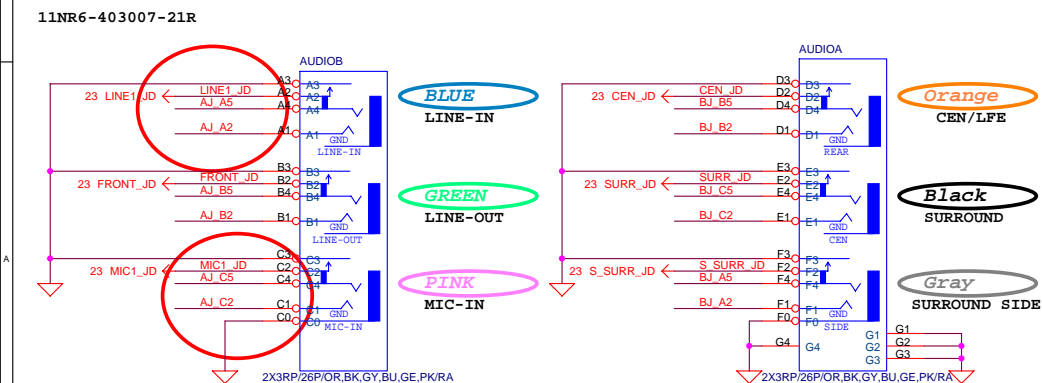 11NR6-403007-21R
AUDIOB
A3
A3
23 LINE1_JD
LINE1_JD
A2
A2
AJ_A5
A4
A4
AJ_A2
A1
A1
GND
LINE-IN
BLUE
LINE-IN
B3
B3
23 FRONT_JD
FRONT_JD
B2
B2
AJ_B5
B4
B4
AJ_B2
B1
B1
GND
LINE-OUT
GREEN
LINE-OUT
A
C3
C3
23 MIC1_JD
MIC1_JD
C2
C2
AJ_C5
C4
C4
AJ_C2
C1
C1
GND
C0
C0
MIC-IN
PINK
MIC-IN
2X3RP/26P/OR,BK,GY,BU,GE,PK/RA
AUDIOA
D3
D3
23 CEN_JD
CEN_JD
D2
D2
BJ_B5
D4
D4
BJ_B2
D1
D1
GND
REAR
Orange
CEN/LFE
E3
E3
23 SURR_JD
SURR_JD
E2
E2
BJ_C5
E4
E4
BJ_C2
E1
E1
GND
CEN
Black
SURROUND
F3
F3
23 S_SURR_JD
S_SURR_JD
F2
F2
BJ_A5
F4
F4
BJ_A2
F1
F1
GND
F0
F0
SIDE
Gray
SURROUND SIDE
G4
G4
G1
G1
G2
G2
G3
G3
2X3RP/26P/OR,BK,GY,BU,GE,PK/RA